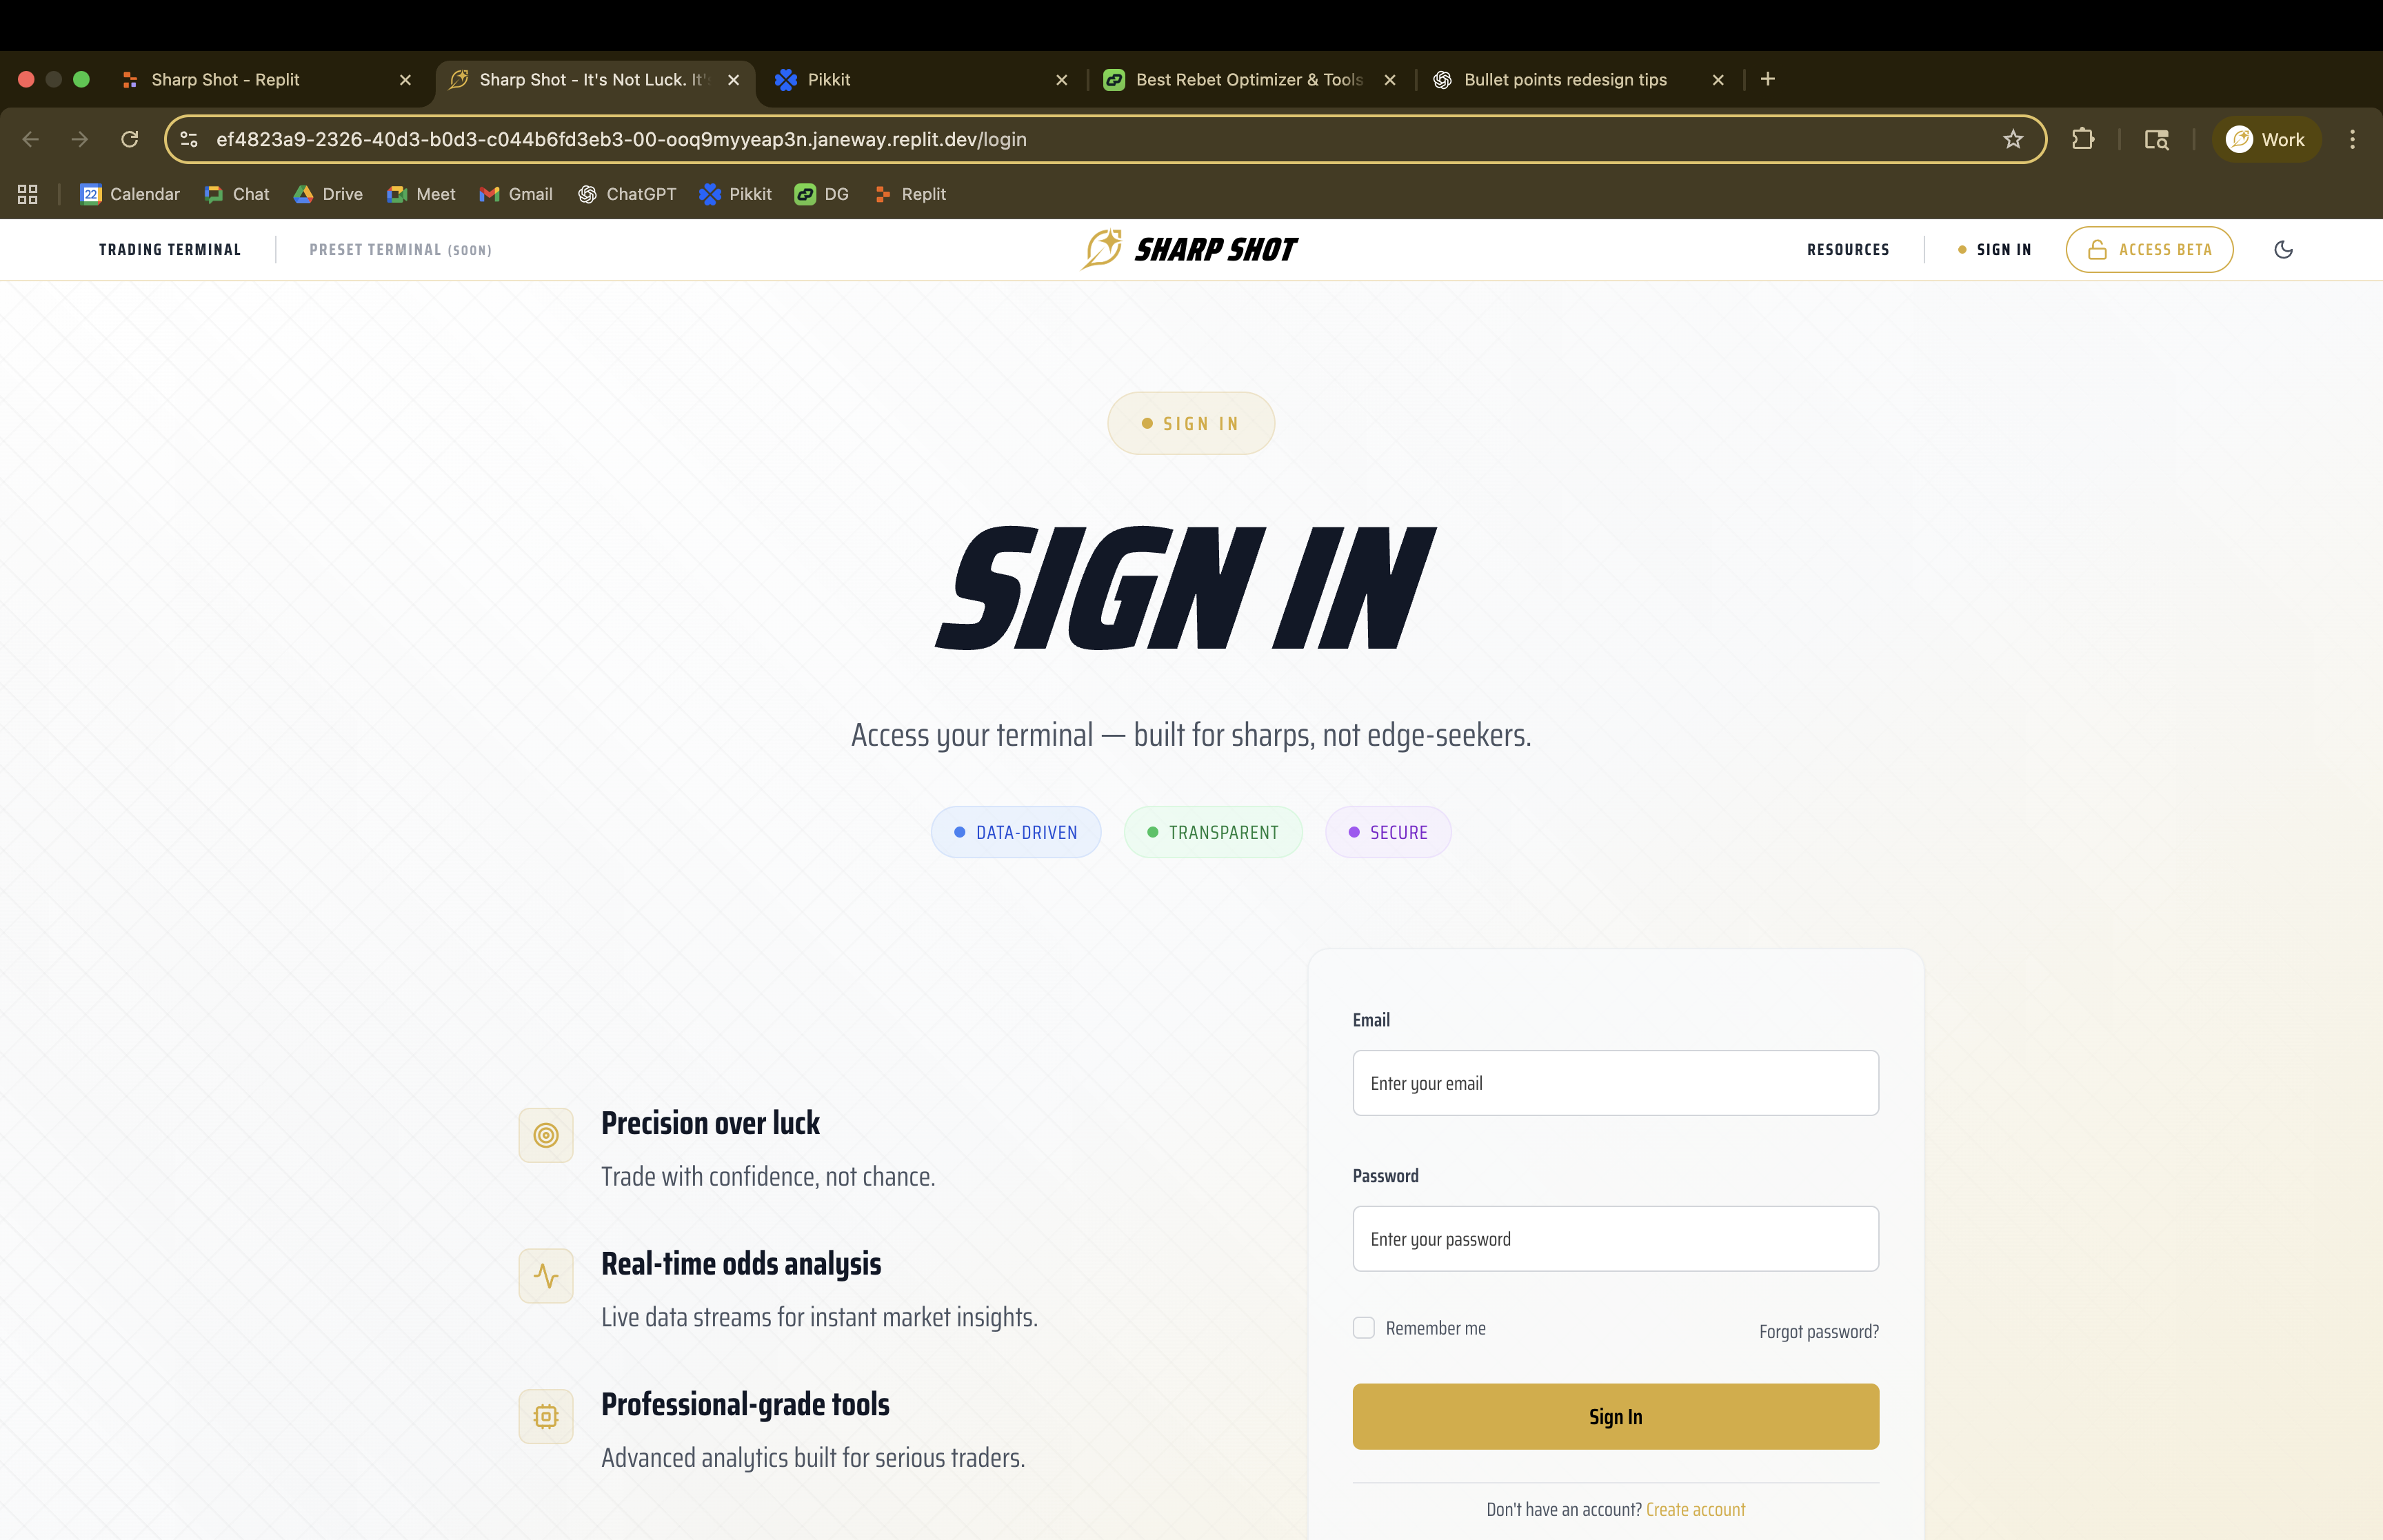 Sharp Shot - Replit
Sharp Shot - It's Not Luck. It's
Pikkit
Best Rebet Optimizer & Tools
Bullet points redesign tips
ef4823a9-2326-40d3-b0d3-c044b6fd3eb3-00-ooq9myyeap3n.janeway.replit.dev/login
Work
22
Calendar
Chat
Drive
Meet
Gmail
ChatGPT
Pikkit
DG
Replit
TRADING TERMINAL
PRESET TERMINAL (SOON)
SHARP SHOT
RESOURCES
SIGN IN
ACCESS BETA
SIGN IN
SIGN IN
Access your terminal — built for sharps, not edge-seekers.
DATA-DRIVEN
TRANSPARENT
SECURE
Precision over luck
Trade with confidence, not chance.
Real-time odds analysis
Live data streams for instant market insights.
Professional-grade tools
Advanced analytics built for serious traders.
Email
Enter your email
Password
Enter your password
Remember me
Forgot password?
Sign In
Don't have an account? Create account